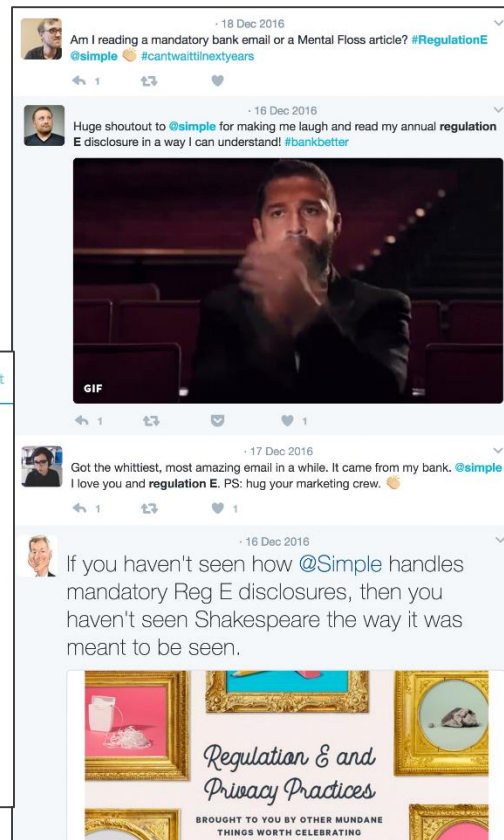 · 18 Dec 2016
Am I reading a mandatory bank email or a Mental Floss article? #RegulationE
@simple 👏 #cantwaittilnextyears
1
· 16 Dec 2016
Huge shoutout to @simple for making me laugh and read my annual regulation
E disclosure in a way I can understand! #bankbetter
GIF
1
1
· 17 Dec 2016
Got the whittiest, most amazing email in a while. It came from my bank. @simple
I love you and regulation E. PS: hug your marketing crew. 👏
1
1
· 16 Dec 2016
If you haven't seen how @Simple handles
mandatory Reg E disclosures, then you
haven't seen Shakespeare the way it was
meant to be seen.
Regulation E and
Privacy Practices
BROUGHT TO YOU BY OTHER MUNDANE
THINGS WORTH CELEBRATING